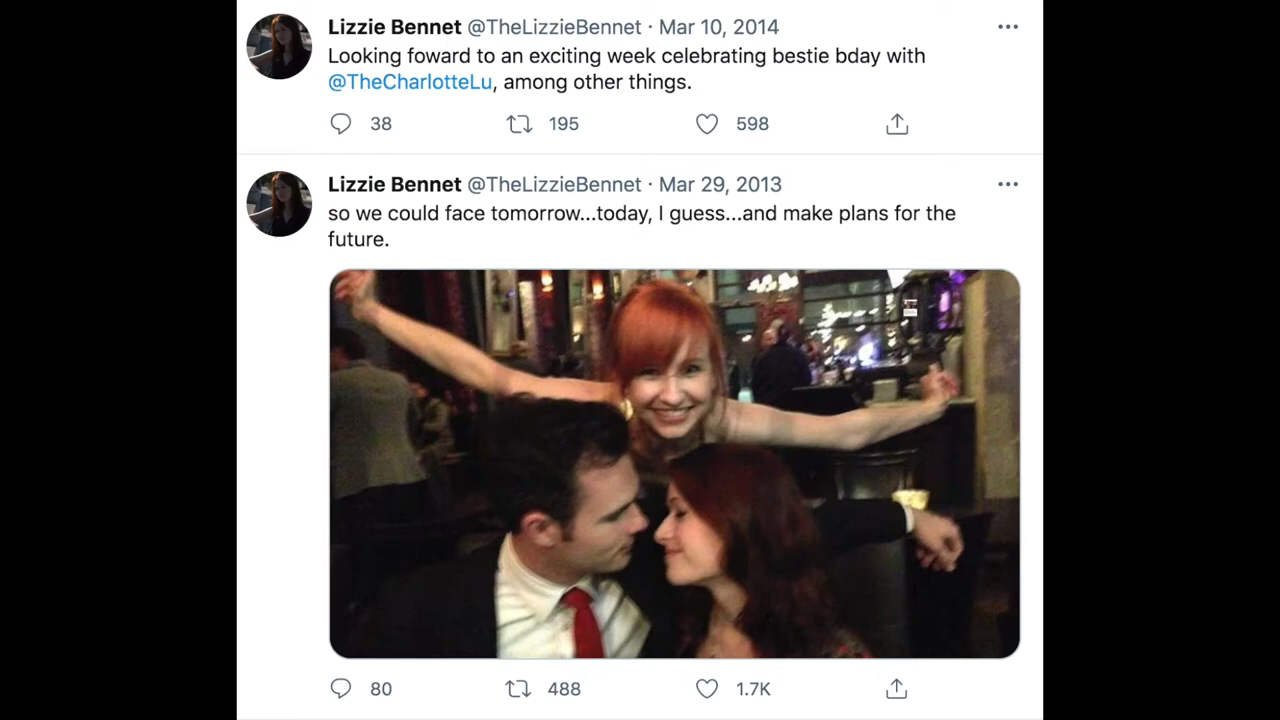 Lizzie Bennet @TheLizzieBennet · Mar 10, 2014
Looking foward to an exciting week celebrating bestie bday with
@TheCharlotteLu, among other things.
38 195 598
Lizzie Bennet @TheLizzieBennet · Mar 29, 2013
so we could face tomorrow...today, I guess...and make plans for the
future.
80 488 1.7K